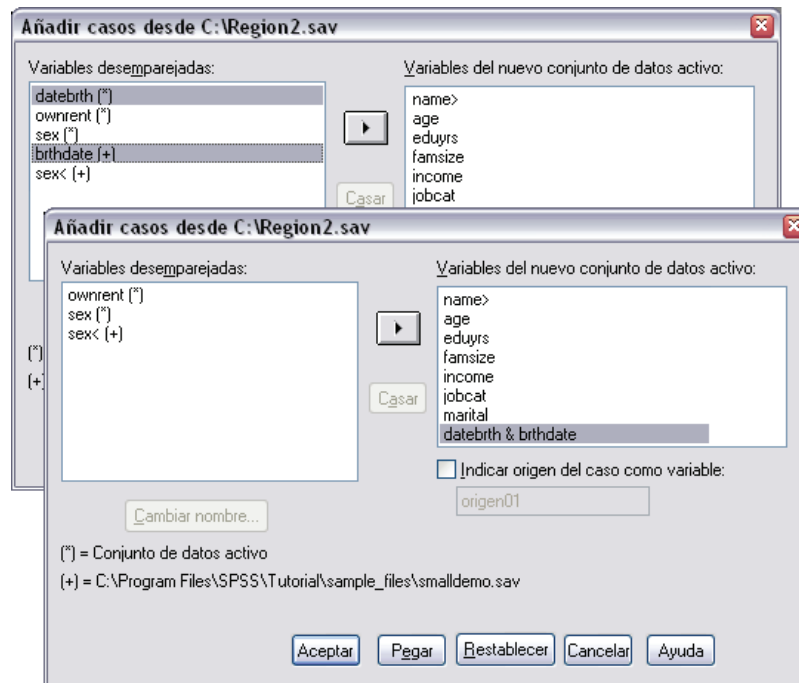 Añadir casos desde C:\Region2.sav
Variables desemparejadas:
Variables del nuevo conjunto de datos activo:
datebrth (*)
ownrent (*)
sex (*)
brthdate (+)
sex< (+)
name>
age
eduyrs
famsize
income
jobcat
Casar
(*)
(+)
Añadir casos desde C:\Region2.sav
Variables desemparejadas:
Variables del nuevo conjunto de datos activo:
ownrent (*)
sex (*)
sex< (+)
name>
age
eduyrs
famsize
income
jobcat
marital
datebrth & brthdate
Casar
Indicar origen del caso como variable:
origen01
Cambiar nombre...
(*) = Conjunto de datos activo
(+) = C:\Program Files\SPSS\Tutorial\sample_files\smalldemo.sav
Aceptar
Pegar
Restablecer
Cancelar
Ayuda